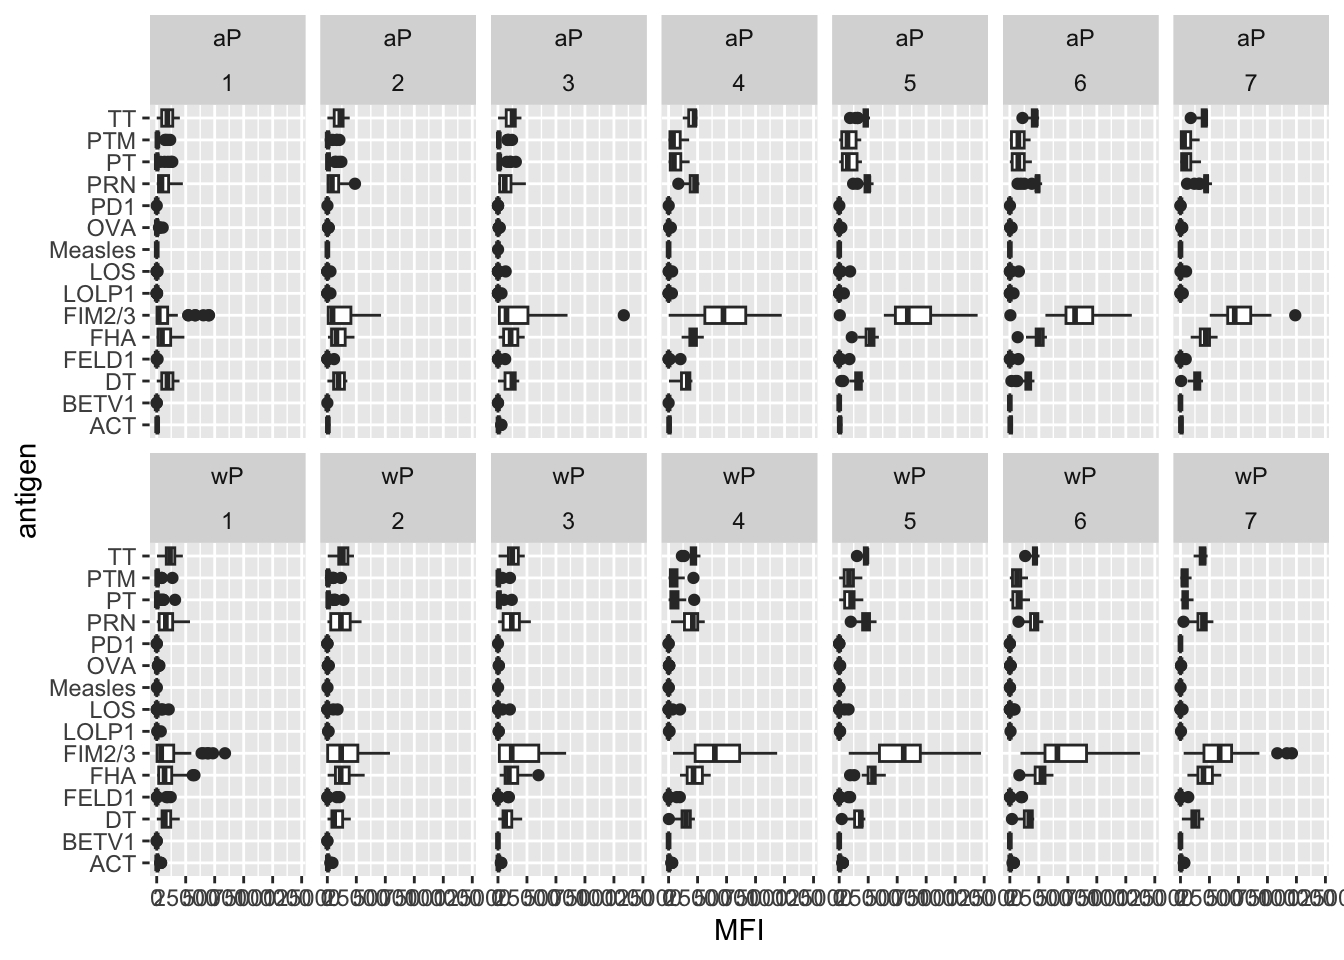 aP aP aP aP aP aP aP
1 2 3 4 5 6 7
TT
PTM
PT
PRN
PD1
OVA
Measles
LOS
LOLP1
FIM2/3
FHA
FELD1
DT
BETV1
ACT
antigen
wP wP wP wP wP wP wP
1 2 3 4 5 6 7
TT
PTM
PT
PRN
PD1
OVA
Measles
LOS
LOLP1
FIM2/3
FHA
FELD1
DT
BETV1
ACT
MFI